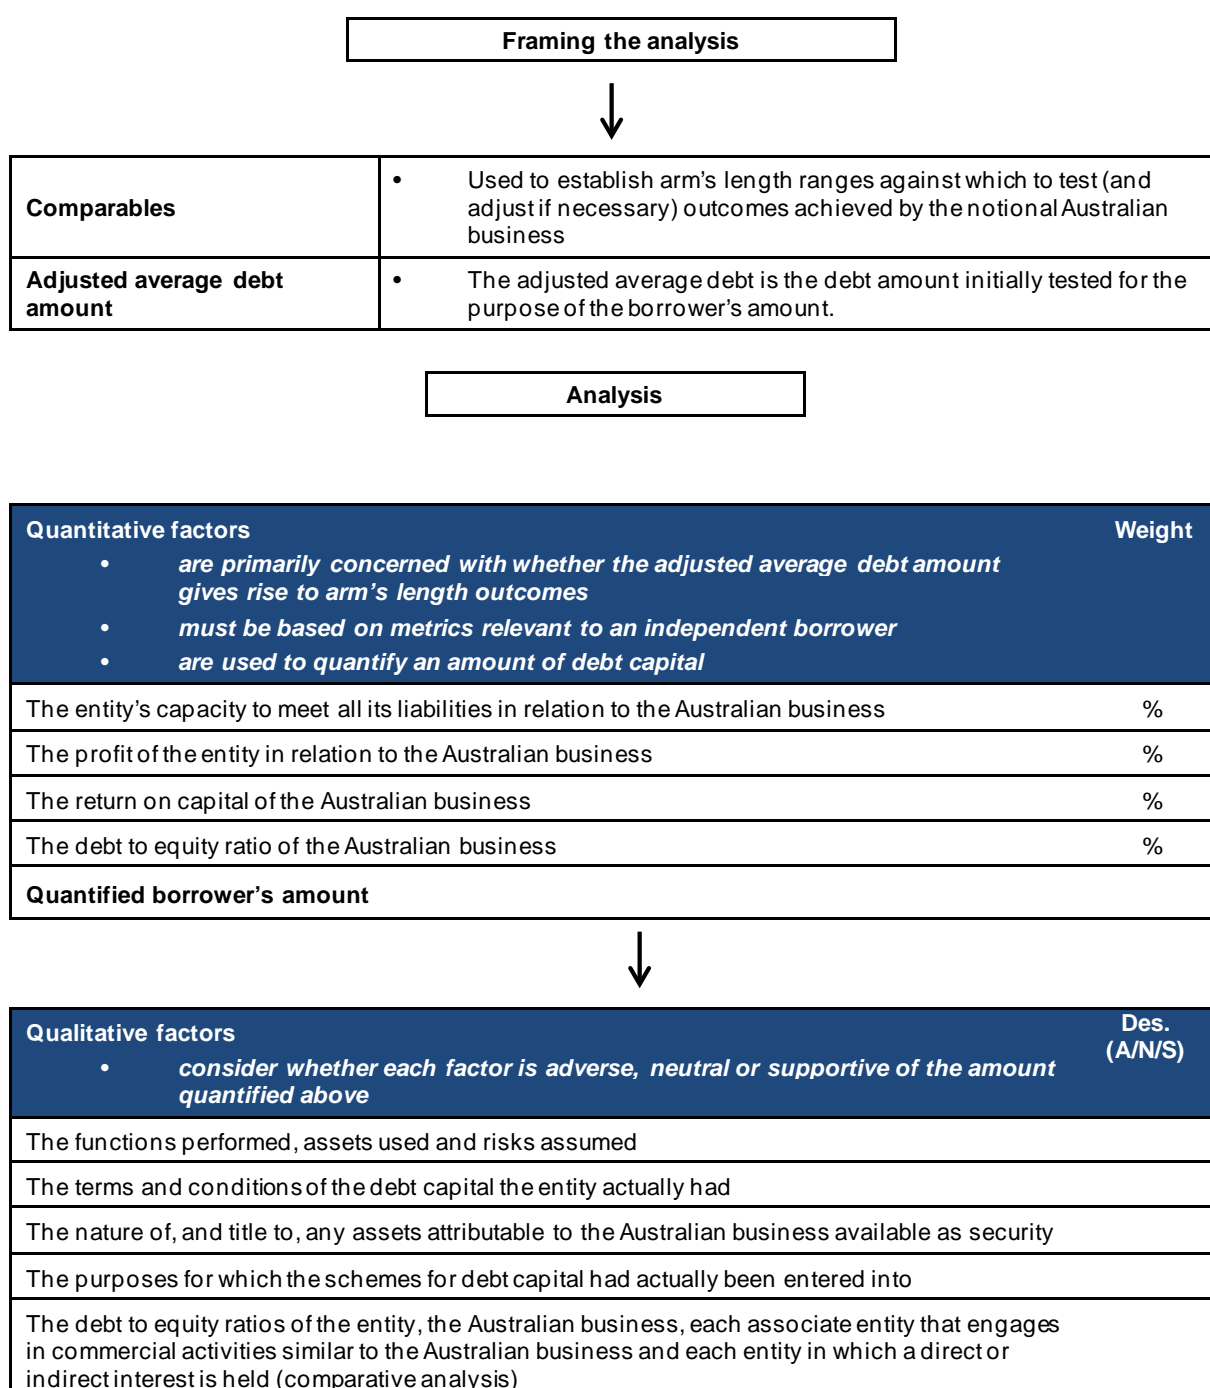 Framing the analysis
Comparables
• Used to establish arm's length ranges against which to test (and
adjust if necessary) outcomes achieved by the notional Australian
business
Adjusted average debt
amount
• The adjusted average debt is the debt amount initially tested for the
purpose of the borrower's amount.
Analysis
Quantitative factors Weight
• are primarily concerned with whether the adjusted average debt amount
gives rise to arm's length outcomes
• must be based on metrics relevant to an independent borrower
• are used to quantify an amount of debt capital
The entity's capacity to meet all its liabilities in relation to the Australian business %
The profit of the entity in relation to the Australian business %
The return on capital of the Australian business %
The debt to equity ratio of the Australian business %
Quantified borrower's amount
Qualitative factors Des.
(A/N/S)
• consider whether each factor is adverse, neutral or supportive of the amount
quantified above
The functions performed, assets used and risks assumed
The terms and conditions of the debt capital the entity actually had
The nature of, and title to, any assets attributable to the Australian business available as security
The purposes for which the schemes for debt capital had actually been entered into
The debt to equity ratios of the entity, the Australian business, each associate entity that engages
in commercial activities similar to the Australian business and each entity in which a direct or
indirect interest is held (comparative analysis)